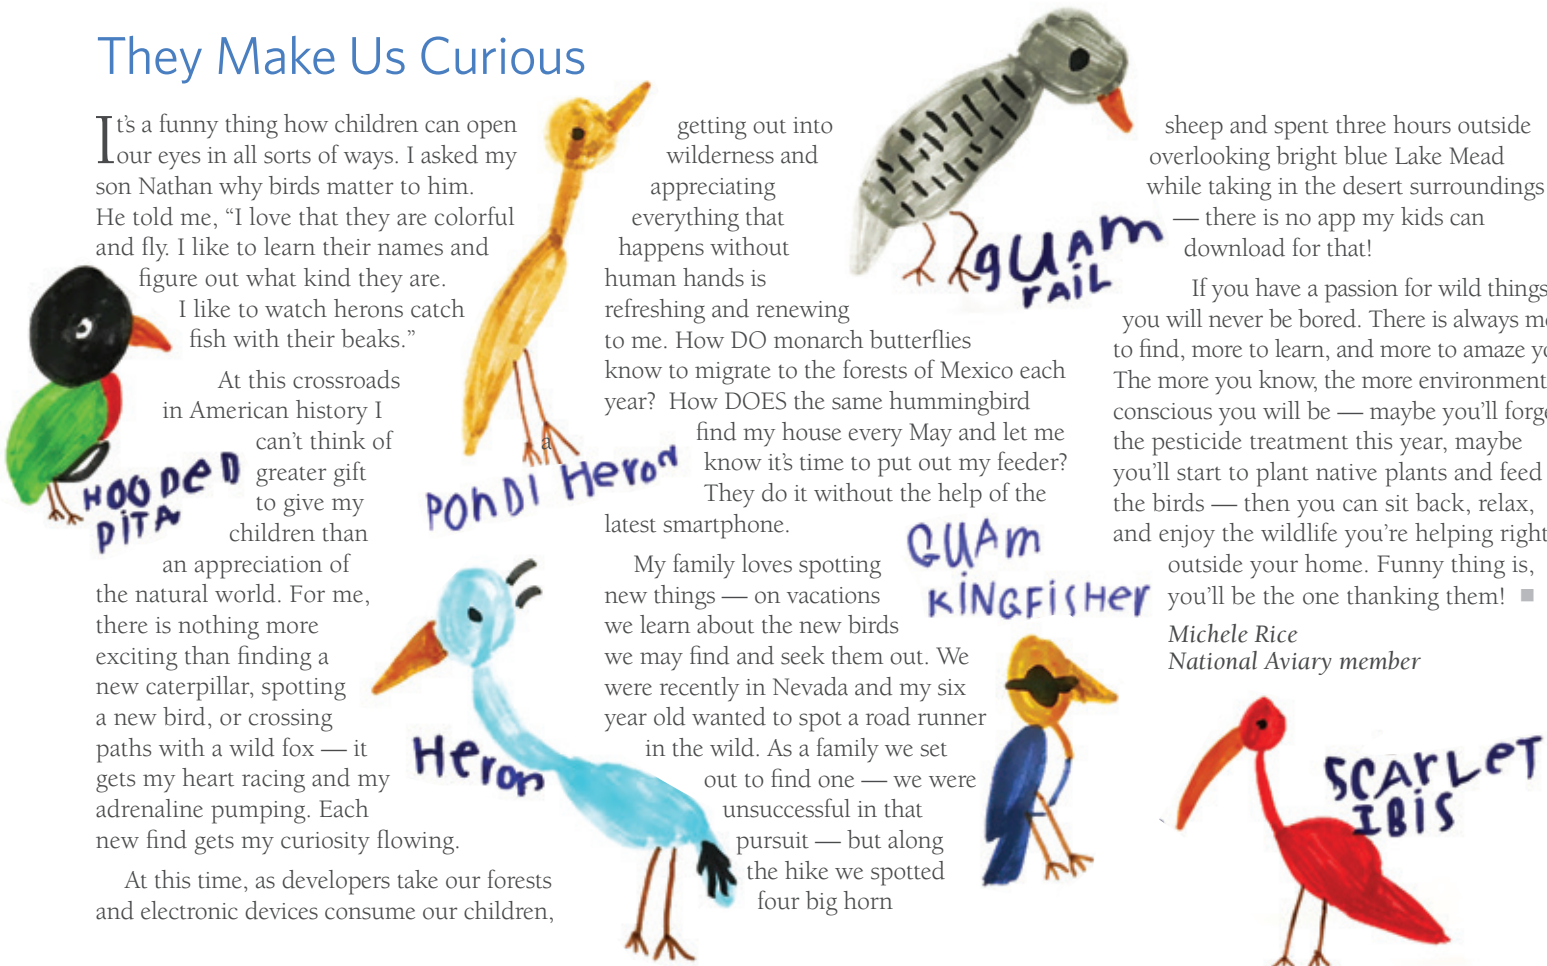 They Make Us Curious
It's a funny thing how children can open
our eyes in all sorts of ways. I asked my
son Nathan why birds matter to him.
He told me, “I love that they are colorful
and fly. I like to learn their names and
figure out what kind they are.
I like to watch herons catch
fish with their beaks.”
At this crossroads
in American history I
can't think of a
greater gift
to give my
children than
an appreciation of
the natural world. For me,
there is nothing more
exciting than finding a
new caterpillar, spotting
a new bird, or crossing
paths with a wild fox — it
gets my heart racing and my
adrenaline pumping. Each
new find gets my curiosity flowing.
At this time, as developers take our forests
and electronic devices consume our children,
getting out into
wilderness and
appreciating
everything that
happens without
human hands is
refreshing and renewing
to me. How DO monarch butterflies
know to migrate to the forests of Mexico each
year? How DOES the same hummingbird
find my house every May and let me
know it's time to put out my feeder?
They do it without the help of the
latest smartphone.
My family loves spotting
new things — on vacations
we learn about the new birds
we may find and seek them out. We
were recently in Nevada and my six
year old wanted to spot a road runner
in the wild. As a family we set
out to find one — we were
unsuccessful in that
pursuit — but along
the hike we spotted
four big horn
sheep and spent three hours outside
overlooking bright blue Lake Mead
while taking in the desert surroundings
— there is no app my kids can
download for that!
If you have a passion for wild things
you will never be bored. There is always mo
to find, more to learn, and more to amaze yo
The more you know, the more environment
conscious you will be — maybe you'll forge
the pesticide treatment this year, maybe
you'll start to plant native plants and feed
the birds — then you can sit back, relax,
and enjoy the wildlife you're helping right
outside your home. Funny thing is,
you'll be the one thanking them! ■
Michele Rice
National Aviary member
HOODeD
PiTA
PONDI HeroN
Heron
GUAM
rAiL
GUAM
KiNGFiSHer
SCArLeT
IBiS